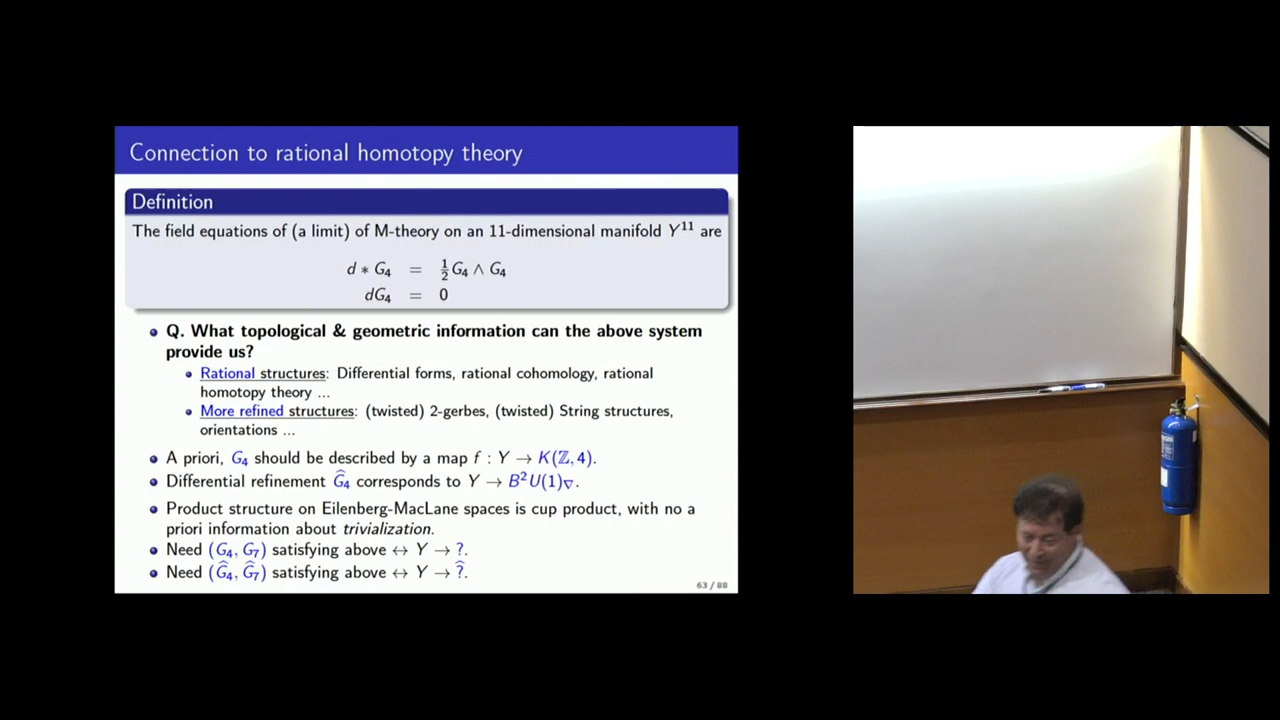 Connection to rational homotopy theory
Definition
The field equations of (a limit) of M-theory on an 11-dimensional manifold Y¹¹ are
d ∗ G₄ = ½ G₄ ∧ G₄
dG₄ = 0
Q. What topological & geometric information can the above system
provide us?
Rational structures: Differential forms, rational cohomology, rational
homotopy theory ...
More refined structures: (twisted) 2-gerbes, (twisted) String structures,
orientations ...
A priori, G₄ should be described by a map f : Y → K(ℤ, 4).
Differential refinement Ĝ₄ corresponds to Y → B²U(1)∇.
Product structure on Eilenberg-MacLane spaces is cup product, with no a
priori information about trivialization.
Need (G₄, G₇) satisfying above ↔ Y → ?.
Need (Ĝ₄, Ĝ₇) satisfying above ↔ Y → ?̂.
63 / 88